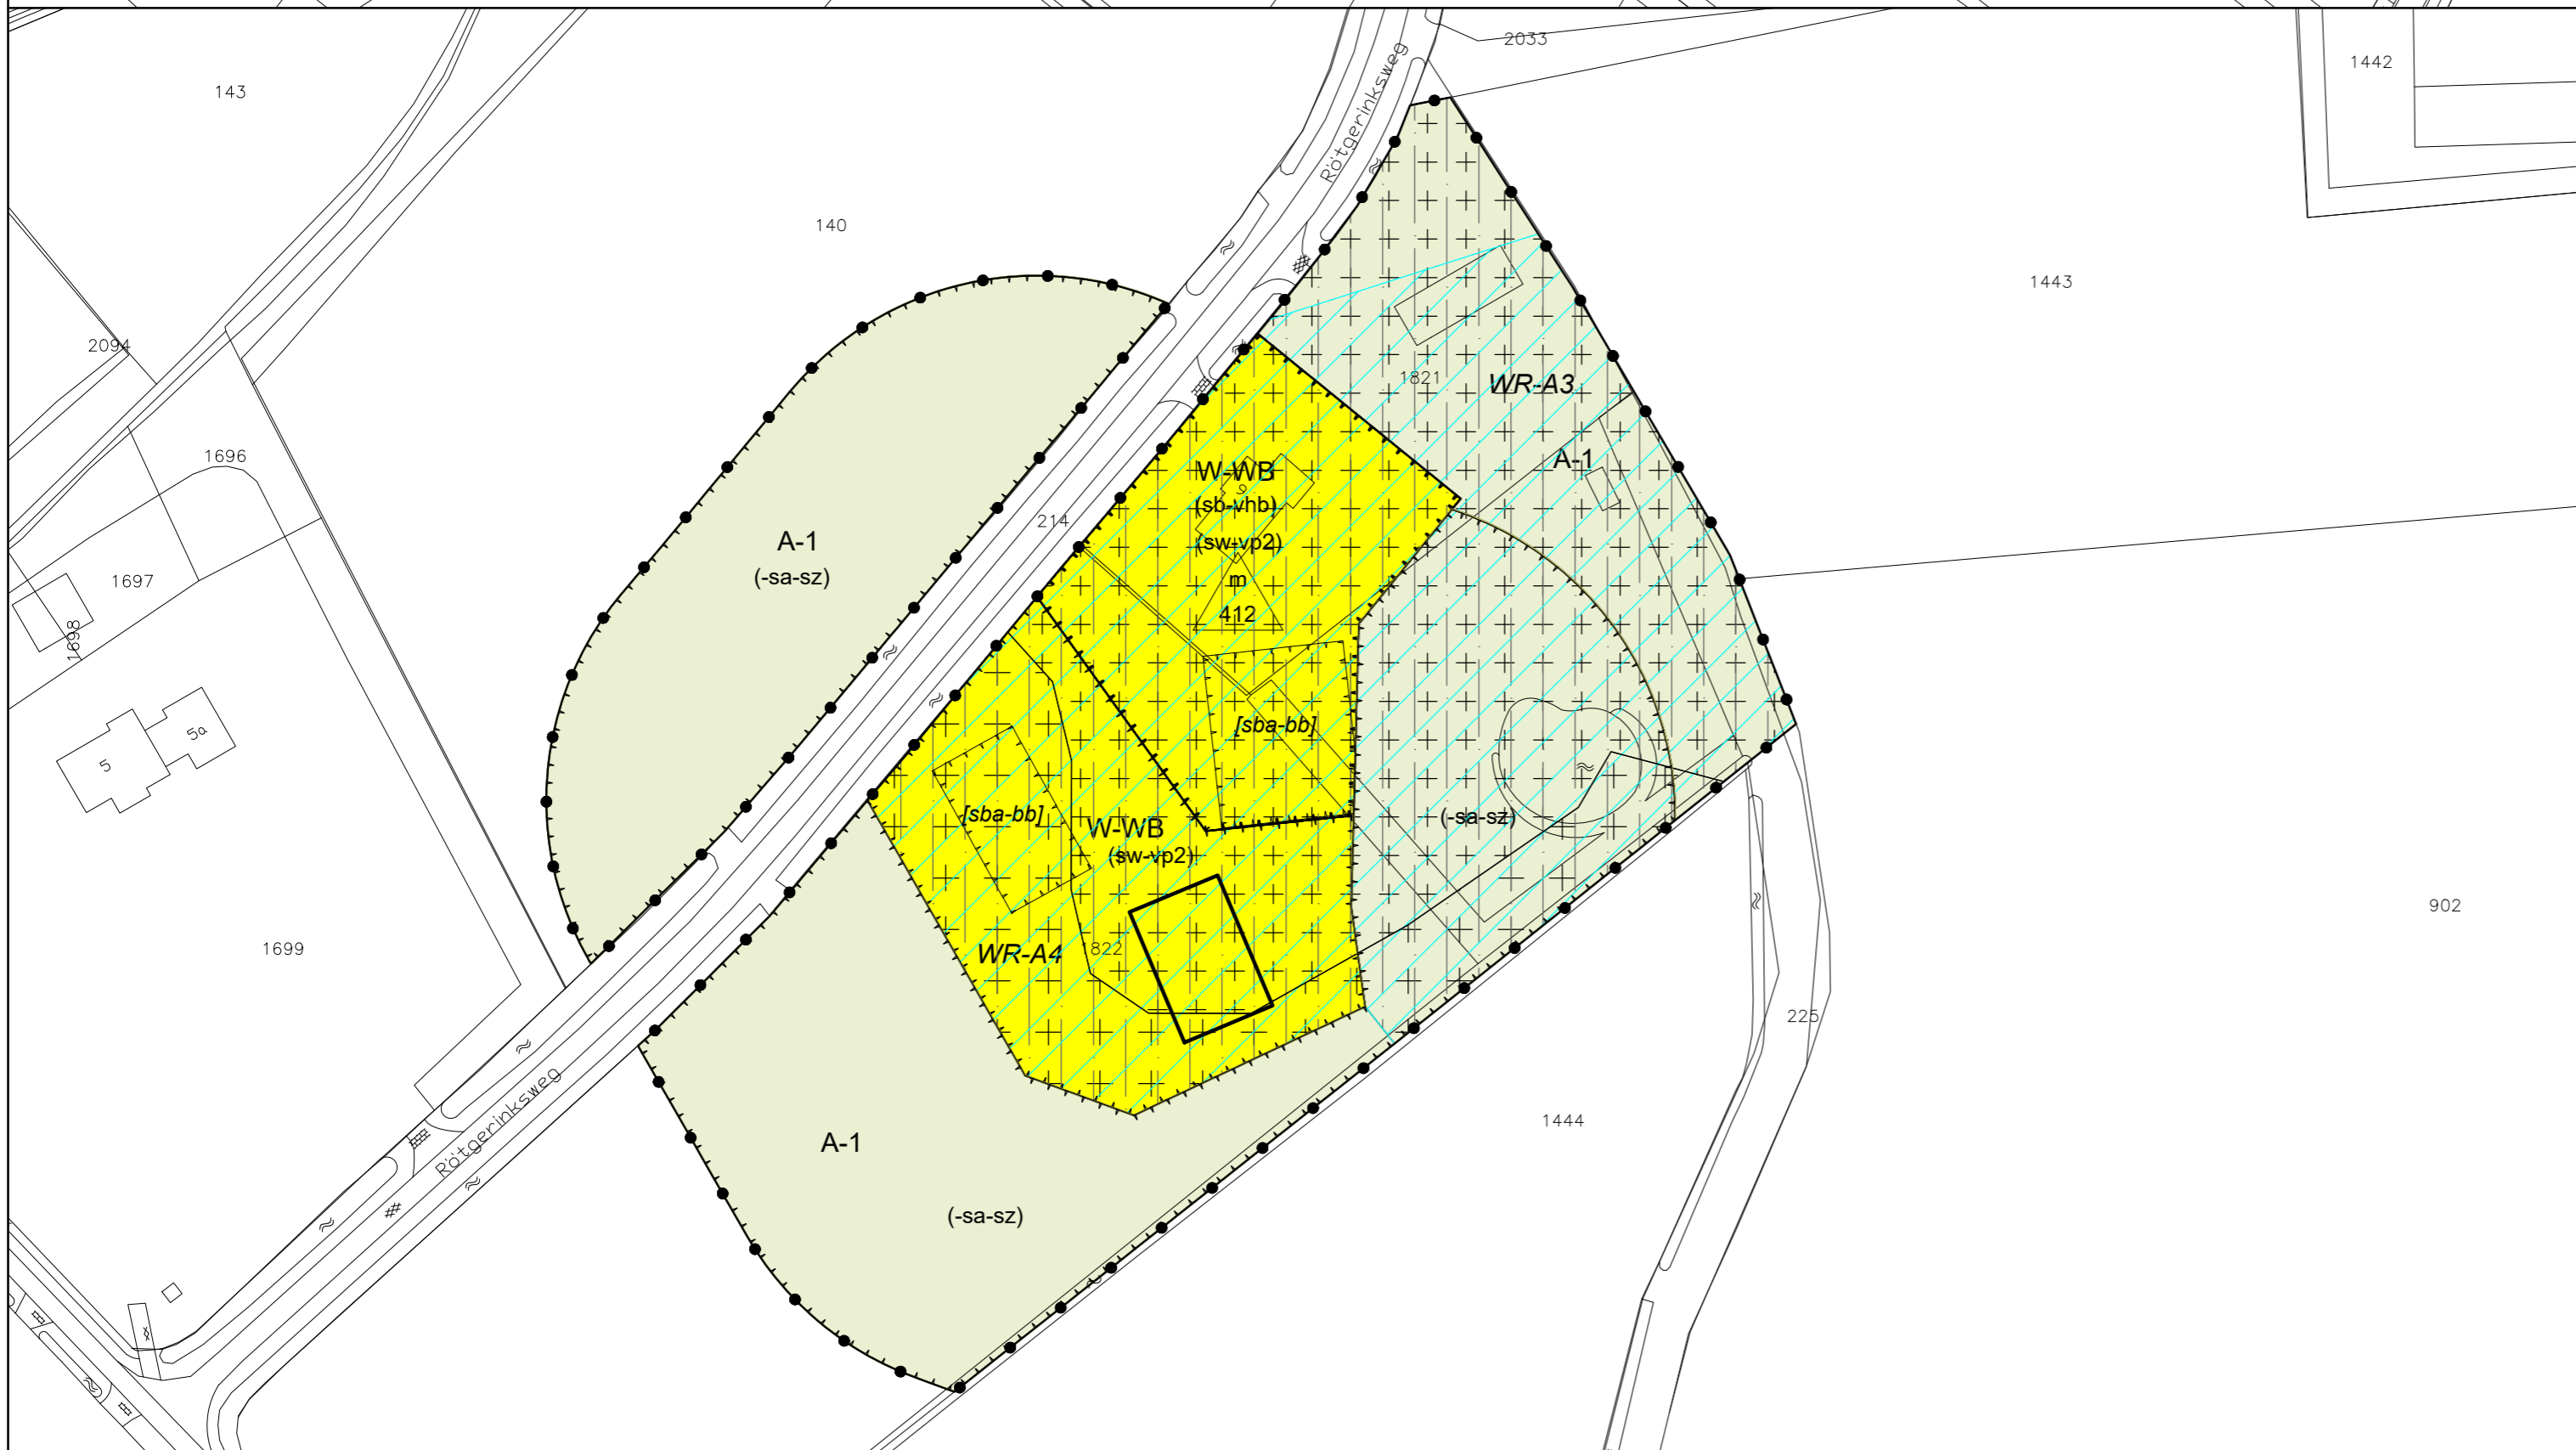 2033
1442
143
Rötgerinksweg
140
1443
2094
1821
WR-A3
1696
A-1
W-WB
9
(sb-vhb)
214
A-1
(sw-vp2)
(-sa-sz)
m
1697
412
1698
[sba-bb]
5a
5
[sba-bb]
(-sa-sz)
W-WB
(sw-vp2)
902
1699
WR-A4
1822
225
Rötgerinksweg
1444
A-1
(-sa-sz)